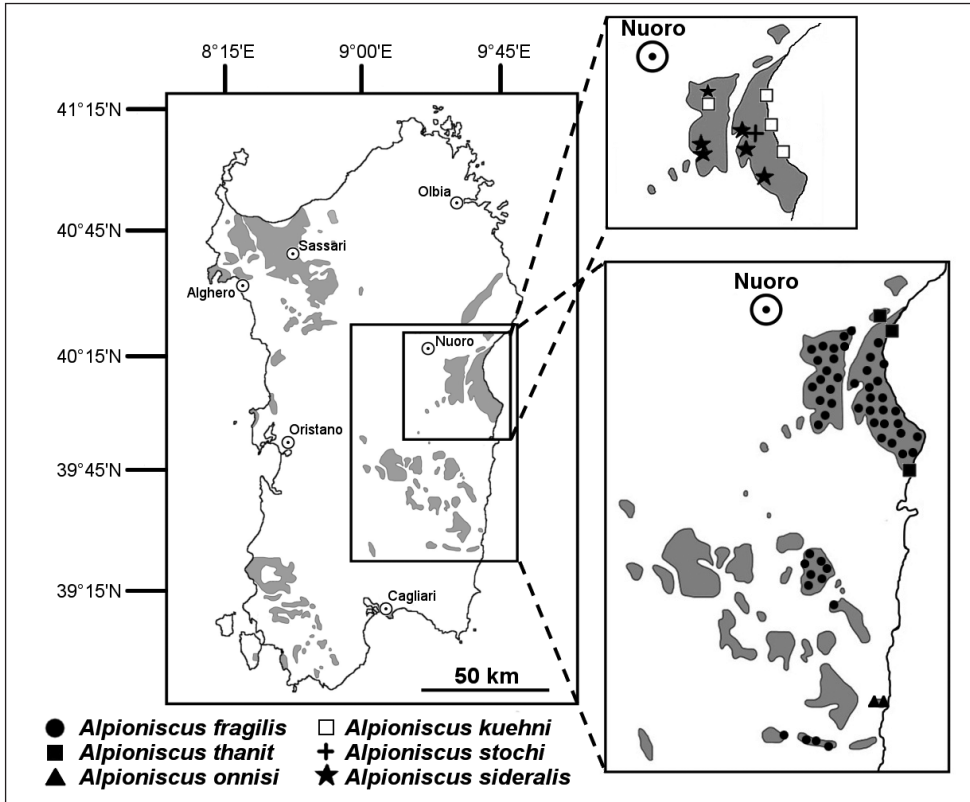 8°15'E 9°00'E 9°45'E
41°15'N
40°45'N
40°15'N
39°45'N
39°15'N
Olbia
Sassari
Alghero
Nuoro
Oristano
Cagliari
50 km
Nuoro
Nuoro
Alpioniscus fragilis
Alpioniscus thanit
Alpioniscus onnisi
Alpioniscus kuehni
Alpioniscus stochi
Alpioniscus sideralis